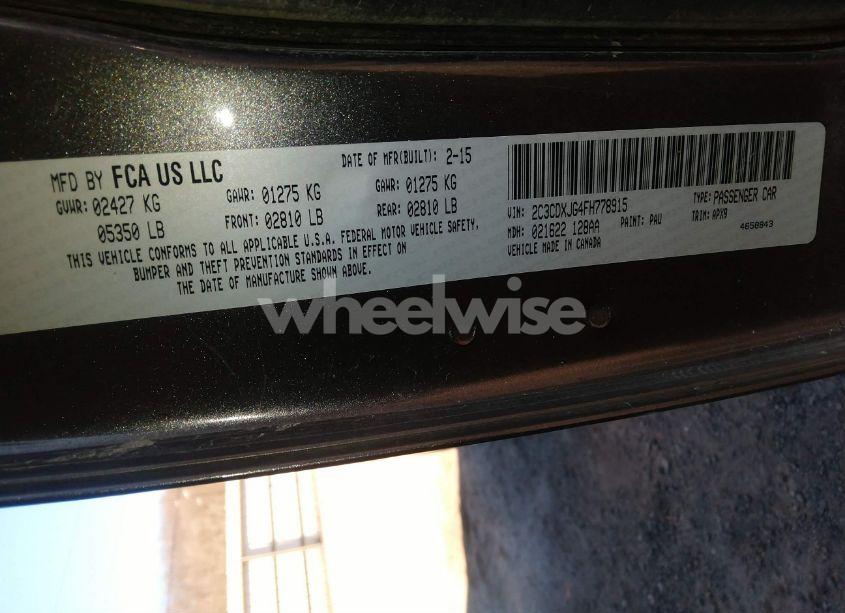 MFD BY FCA US LLC
DATE OF MFR(BUILT): 2-15
GVWR: 02427 KG
05350 LB
GAWR: 01275 KG
FRONT: 02810 LB
GAWR: 01275 KG
REAR: 02810 LB
THIS VEHICLE CONFORMS TO ALL APPLICABLE U.S.A. FEDERAL MOTOR VEHICLE SAFETY,
BUMPER AND THEFT PREVENTION STANDARDS IN EFFECT ON
THE DATE OF MANUFACTURE SHOWN ABOVE.
VIN: 2C3CDXJG4FH778915
TYPE: PASSENGER CAR
MDH: 021622 128AA
PAINT: PAU
TRIM: APX9
VEHICLE MADE IN CANADA
4658843
wheelwise